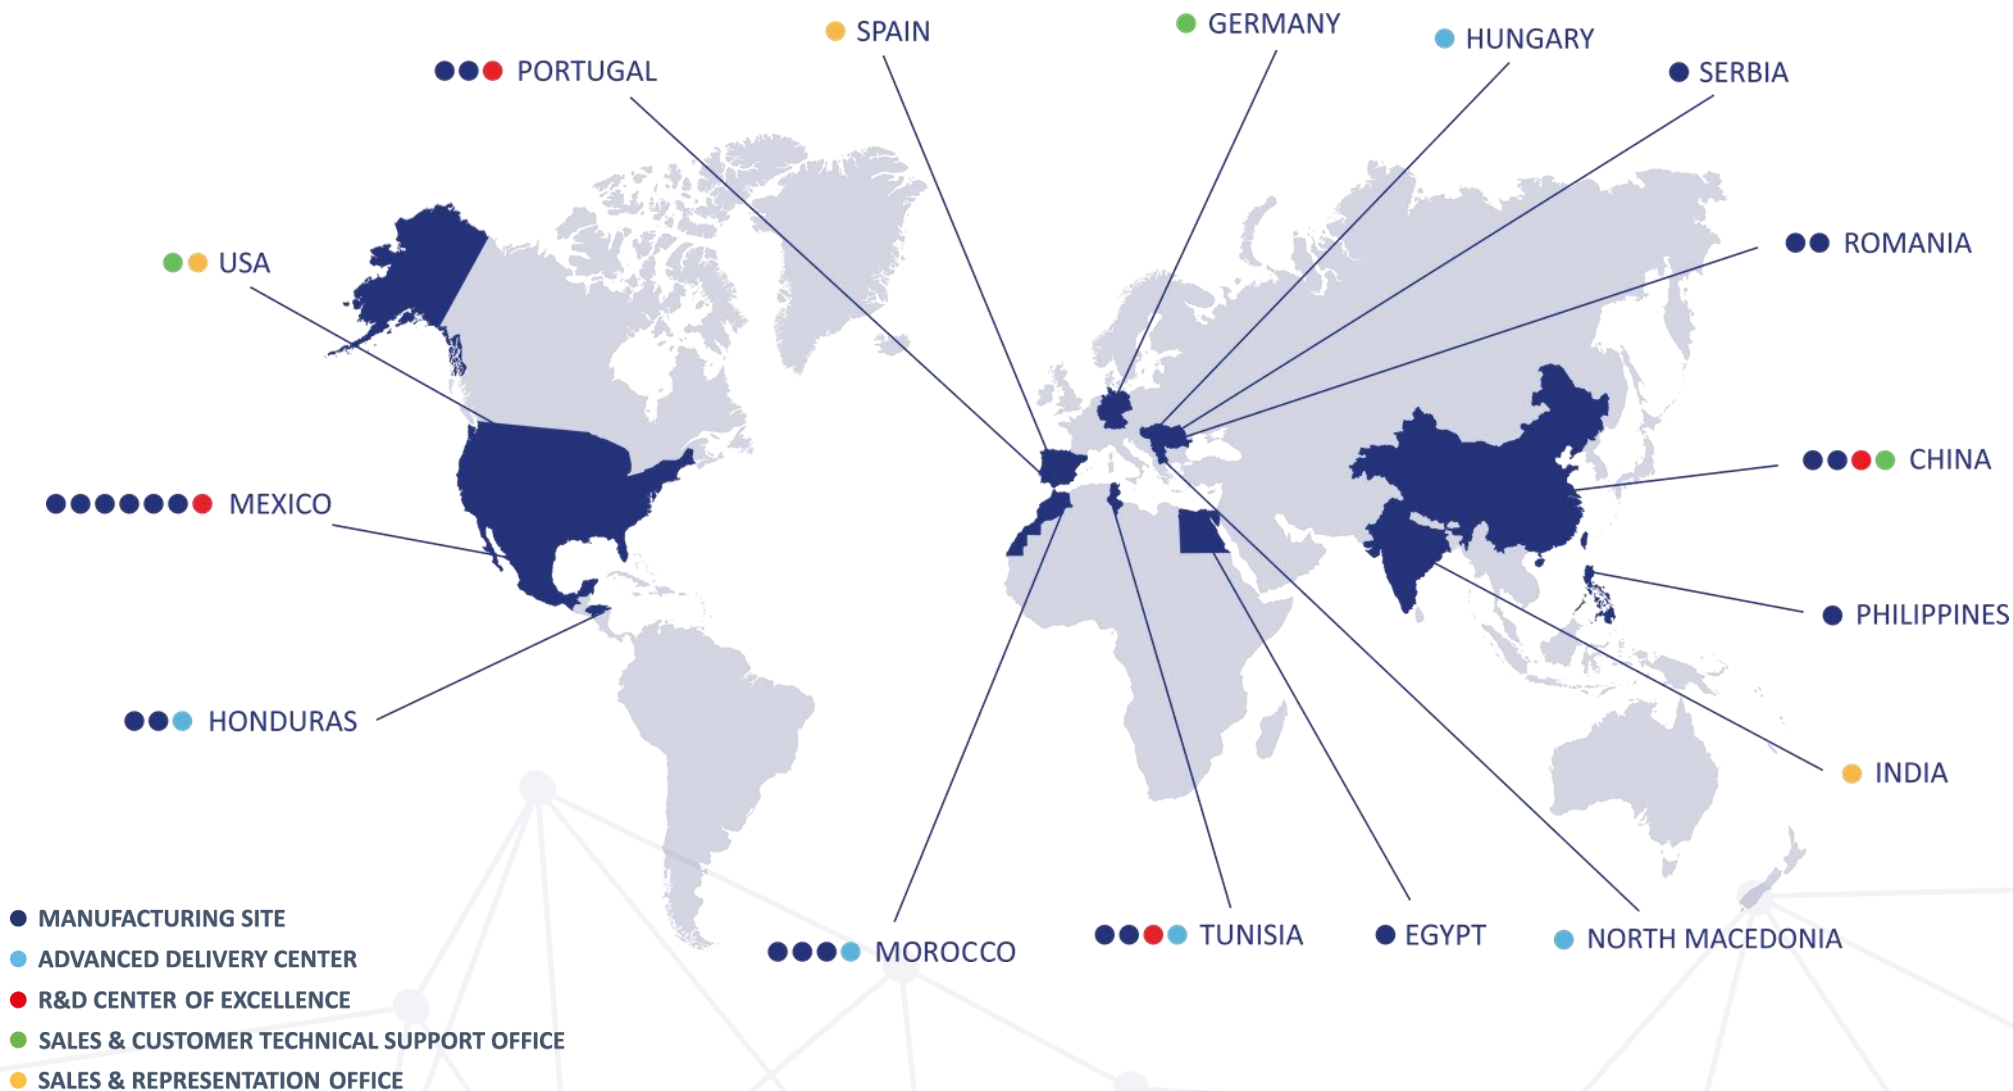 SPAIN
GERMANY
HUNGARY
PORTUGAL
SERBIA
ROMANIA
USA
CHINA
MEXICO
PHILIPPINES
HONDURAS
INDIA
MOROCCO
TUNISIA
EGYPT
NORTH MACEDONIA
MANUFACTURING SITE
ADVANCED DELIVERY CENTER
R&D CENTER OF EXCELLENCE
SALES & CUSTOMER TECHNICAL SUPPORT OFFICE
SALES & REPRESENTATION OFFICE